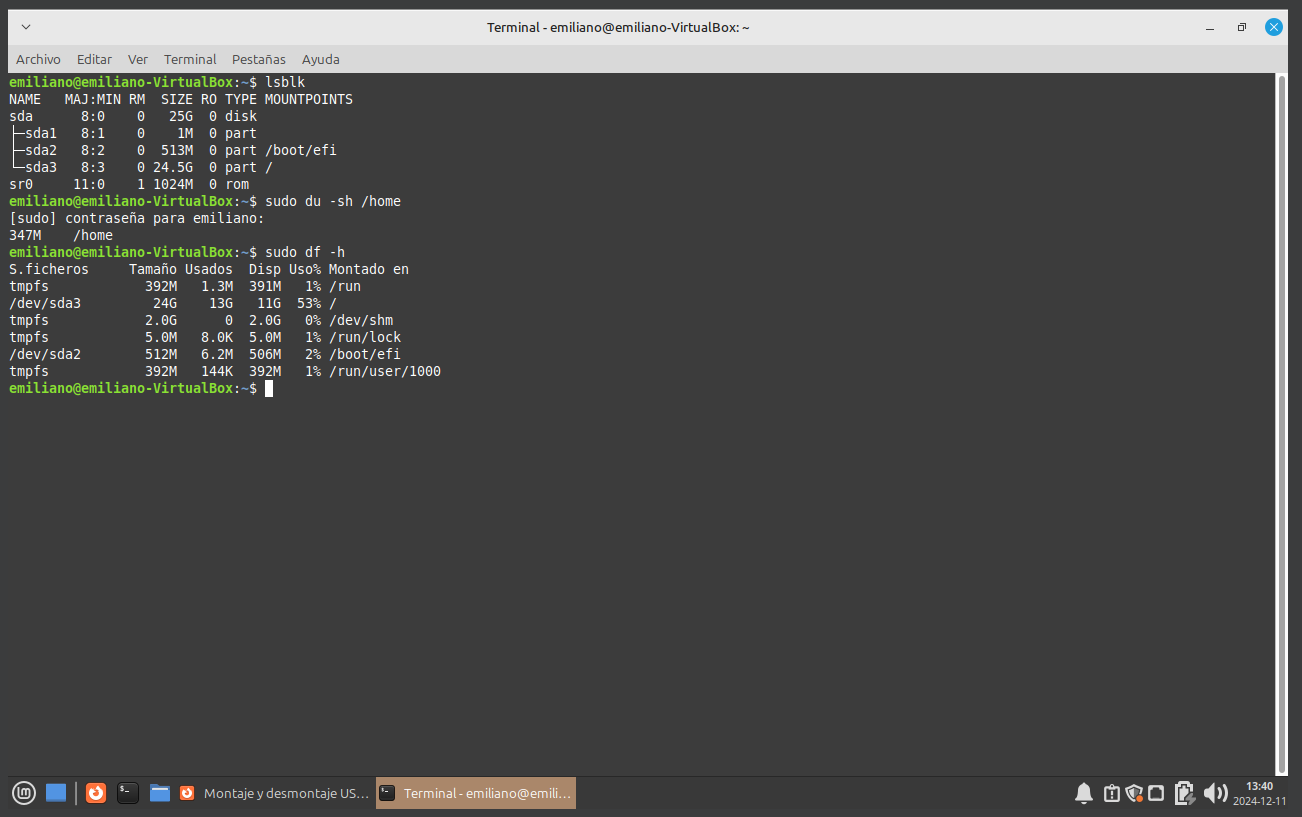 Terminal - emiliano@emiliano-VirtualBox: ~
Archivo Editar Ver Terminal Pestañas Ayuda
emiliano@emiliano-VirtualBox:~$ lsblk
NAME   MAJ:MIN RM  SIZE RO TYPE MOUNTPOINTS
sda      8:0    0   25G  0 disk
├─sda1   8:1    0    1M  0 part
├─sda2   8:2    0  513M  0 part /boot/efi
└─sda3   8:3    0 24.5G  0 part /
sr0     11:0    1 1024M  0 rom
emiliano@emiliano-VirtualBox:~$ sudo du -sh /home
[sudo] contraseña para emiliano:
347M    /home
emiliano@emiliano-VirtualBox:~$ sudo df -h
S.ficheros     Tamaño Usados  Disp Uso% Montado en
tmpfs            392M   1.3M  391M   1% /run
/dev/sda3         24G    13G   11G  53% /
tmpfs            2.0G      0  2.0G   0% /dev/shm
tmpfs            5.0M   8.0K  5.0M   1% /run/lock
/dev/sda2        512M   6.2M  506M   2% /boot/efi
tmpfs            392M   144K  392M   1% /run/user/1000
emiliano@emiliano-VirtualBox:~$
Montaje y desmontaje US... Terminal - emiliano@emili... 13:40
2024-12-11